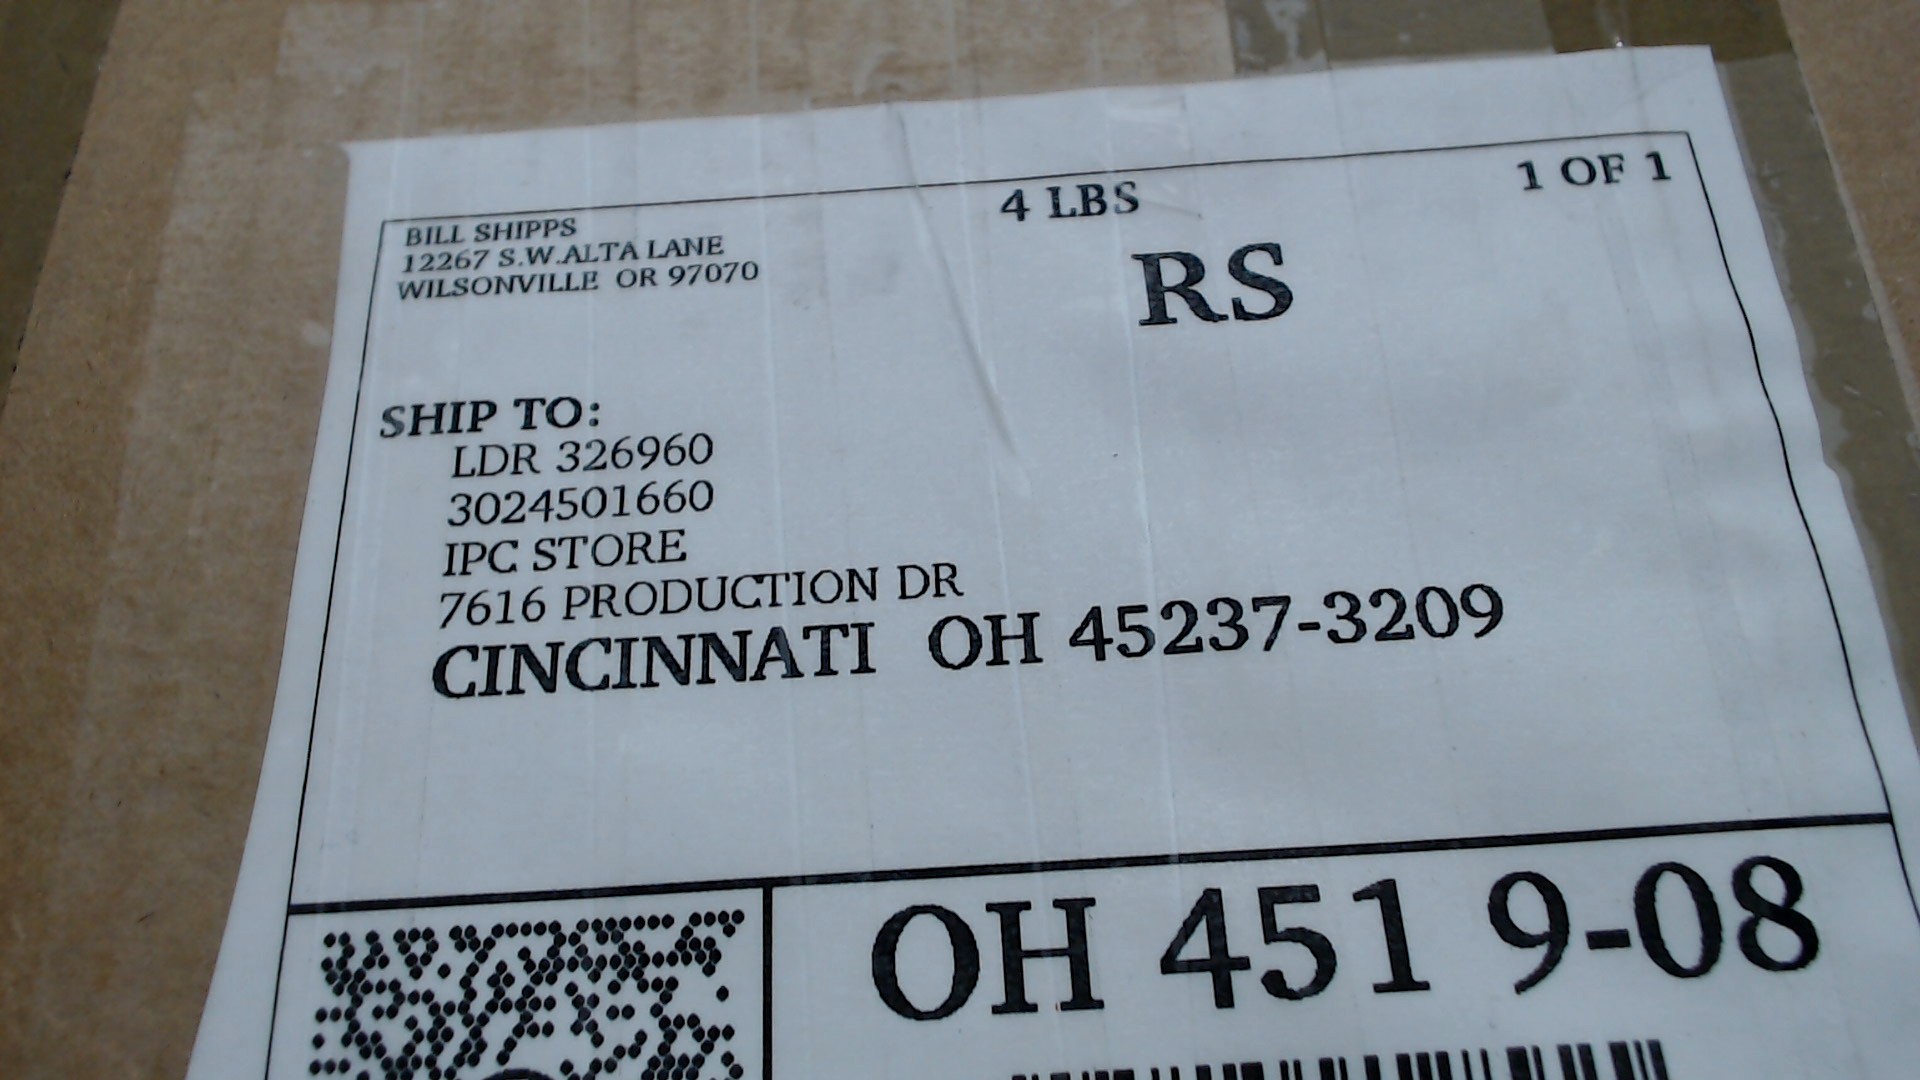 BILL SHIPPS
12267 S.W.ALTA LANE
WILSONVILLE OR 97070
4 LBS
1 OF 1
RS
SHIP TO:
LDR 326960
3024501660
IPC STORE
7616 PRODUCTION DR
CINCINNATI OH 45237-3209
OH 451 9-08